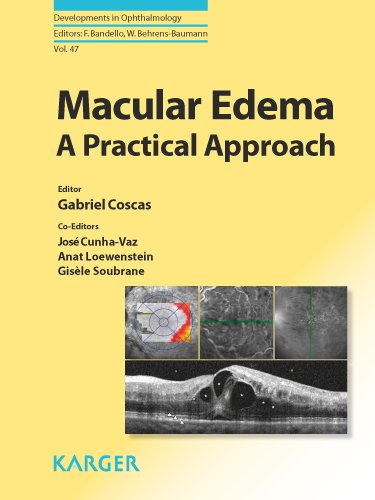 Developments in Ophthalmology
Editors: F. Bandello, W. Behrens-Baumann
Vol. 47
Macular Edema
A Practical Approach
Editor
Gabriel Coscas
Co-Editors
José Cunha-Vaz
Anat Loewenstein
Gisèle Soubrane
KARGER